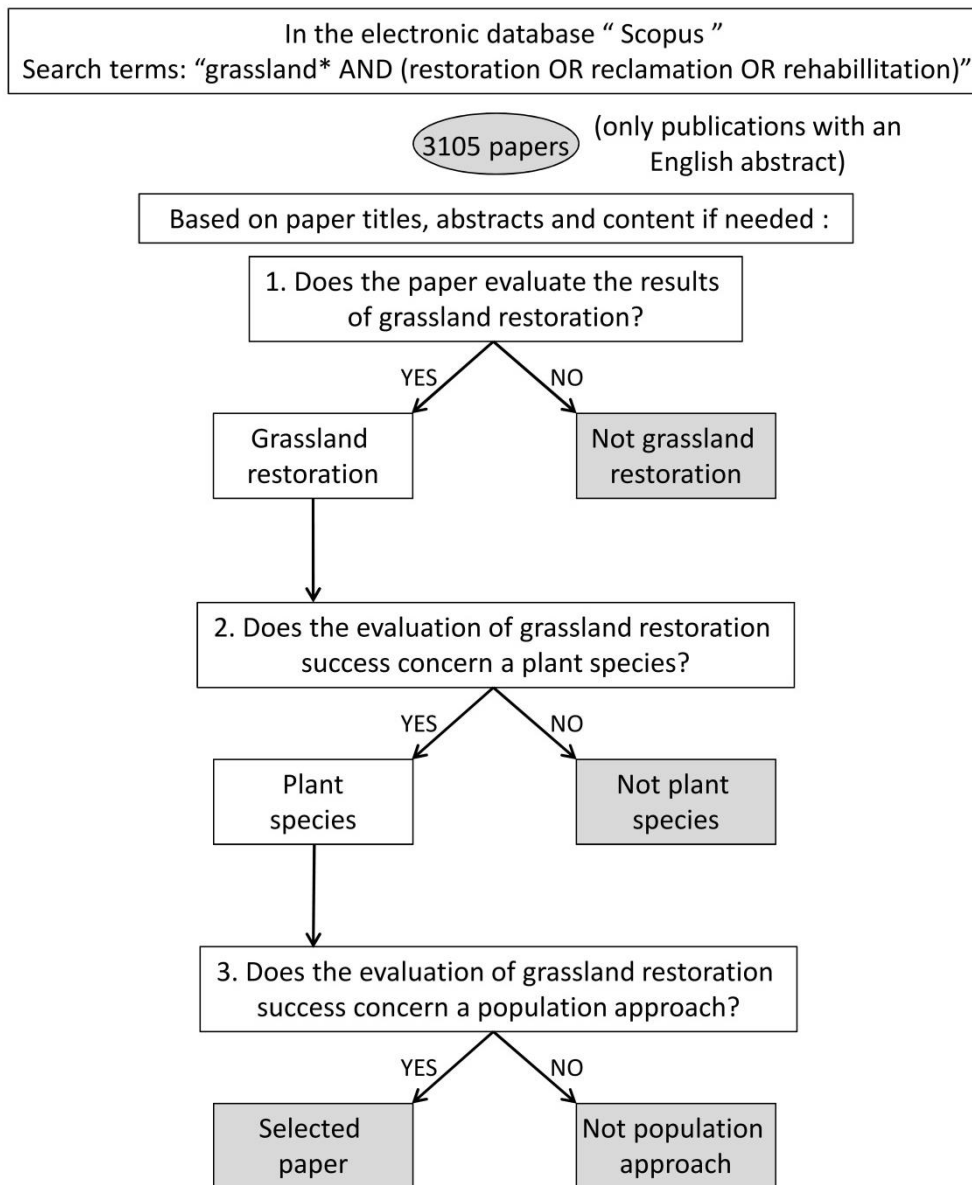 In the electronic database “ Scopus ”
Search terms: “grassland* AND (restoration OR reclamation OR rehabillitation)”
3105 papers
(only publications with an
English abstract)
Based on paper titles, abstracts and content if needed :
1. Does the paper evaluate the results
of grassland restoration?
YES
NO
Grassland
restoration
Not grassland
restoration
2. Does the evaluation of grassland restoration
success concern a plant species?
YES
NO
Plant
species
Not plant
species
3. Does the evaluation of grassland restoration
success concern a population approach?
YES
NO
Selected
paper
Not population
approach